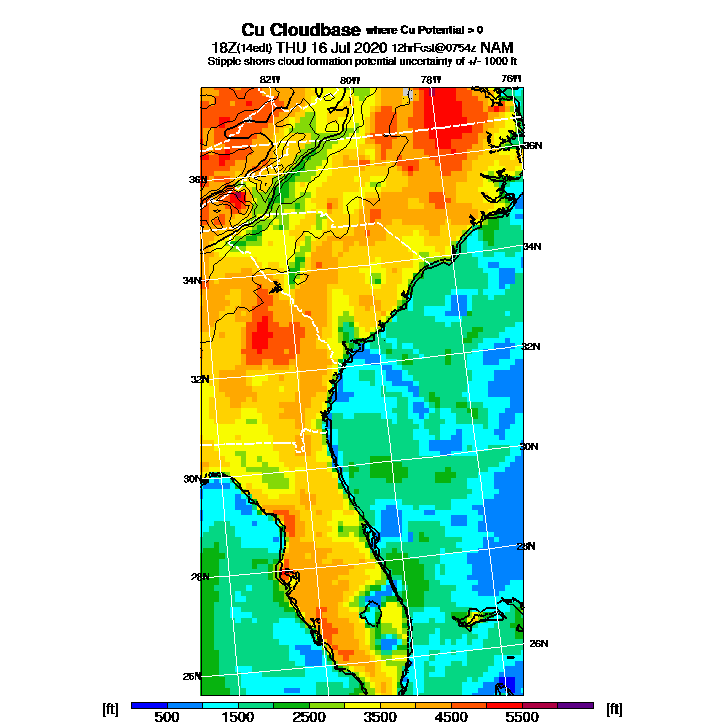 Cu Cloudbase where Cu Potential > 0
18Z(14edt) THU 16 Jul 2020 12hrFcst@0754z NAM
Stipple shows cloud formation potential uncertainty of +/- 1000 ft
82W 80W 78W 76W
36N
36N
34N
34N
32N
32N
30N
30N
28N
28N
26N
26N
[ft] 500 1500 2500 3500 4500 5500 [ft]